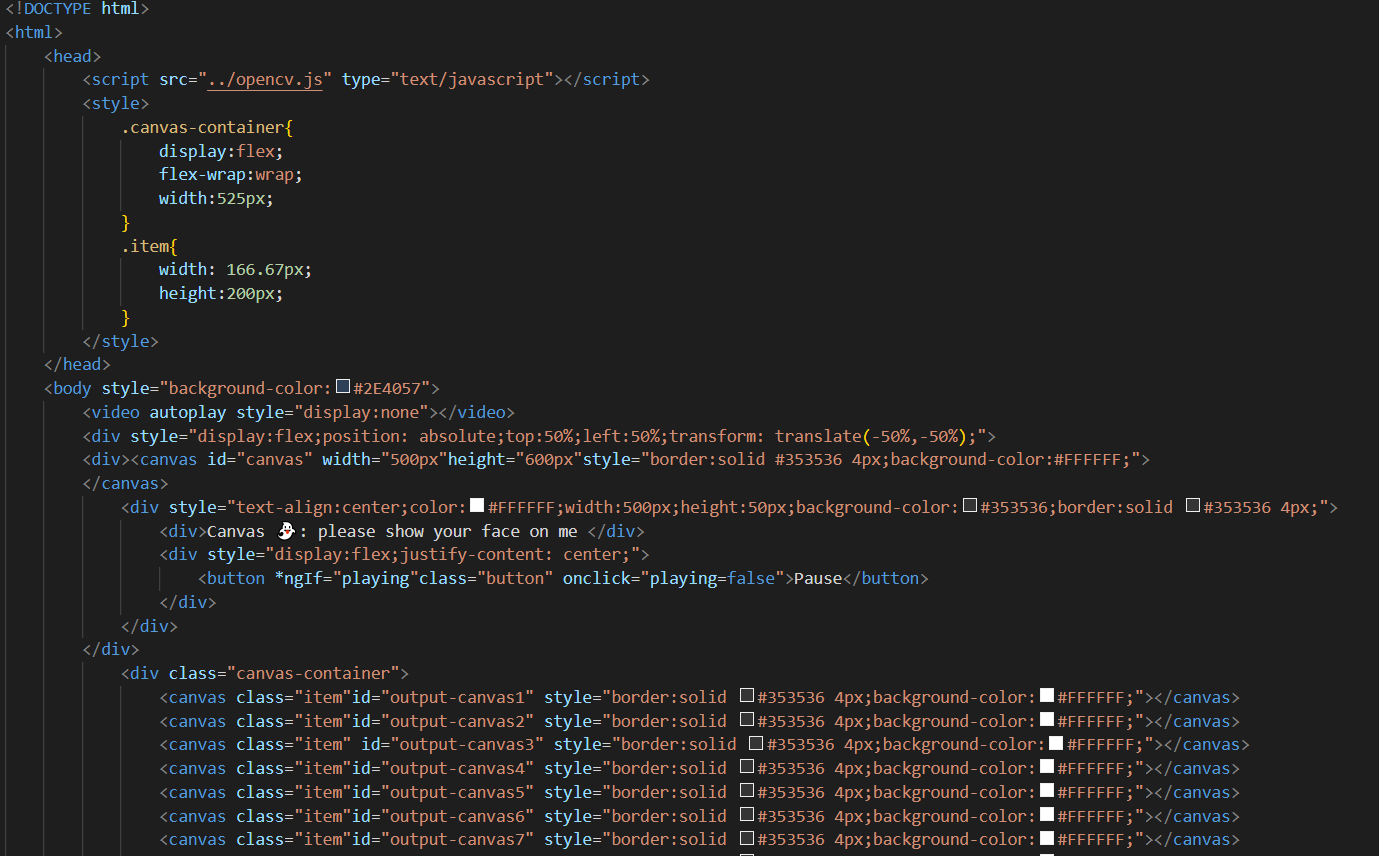 <!DOCTYPE html>
<html>
<head>
<script src="../opencv.js" type="text/javascript"></script>
<style>
.canvas-container{
display:flex;
flex-wrap:wrap;
width:525px;
}
.item{
width: 166.67px;
height:200px;
}
</style>
</head>
<body style="background-color:#2E4057">
<video autoplay style="display:none"></video>
<div style="display:flex;position: absolute;top:50%;left:50%;transform: translate(-50%,-50%);">
<div><canvas id="canvas" width="500px"height="600px"style="border:solid #353536 4px;background-color:#FFFFFF;">
</canvas>
<div style="text-align:center;color:#FFFFFF;width:500px;height:50px;background-color:#353536;border:solid #353536 4px;">
<div>Canvas 👻: please show your face on me </div>
<div style="display:flex;justify-content: center;">
<button *ngIf="playing"class="button" onclick="playing=false">Pause</button>
</div>
</div>
</div>
<div class="canvas-container">
<canvas class="item"id="output-canvas1" style="border:solid #353536 4px;background-color:#FFFFFF;"></canvas>
<canvas class="item"id="output-canvas2" style="border:solid #353536 4px;background-color:#FFFFFF;"></canvas>
<canvas class="item" id="output-canvas3" style="border:solid #353536 4px;background-color:#FFFFFF;"></canvas>
<canvas class="item"id="output-canvas4" style="border:solid #353536 4px;background-color:#FFFFFF;"></canvas>
<canvas class="item"id="output-canvas5" style="border:solid #353536 4px;background-color:#FFFFFF;"></canvas>
<canvas class="item"id="output-canvas6" style="border:solid #353536 4px;background-color:#FFFFFF;"></canvas>
<canvas class="item"id="output-canvas7" style="border:solid #353536 4px;background-color:#FFFFFF;"></canvas>